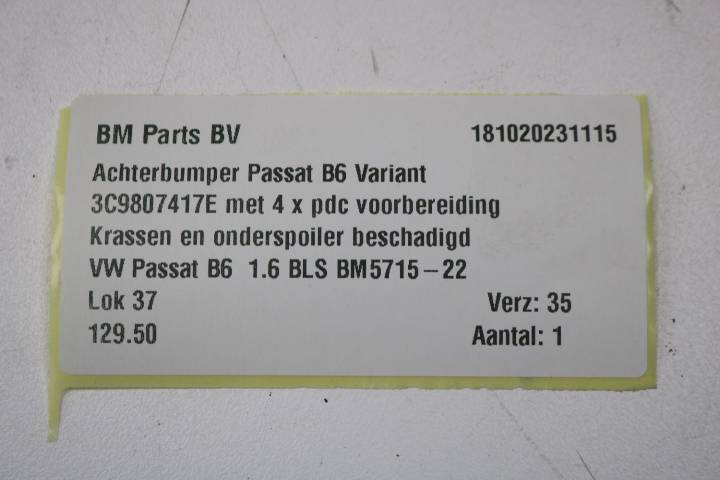 BM Parts BV 181020231115
Achterbumper Passat B6 Variant
3C9807417E met 4 x pdc voorbereiding
Krassen en onderspoiler beschadigd
VW Passat B6 1.6 BLS BM5715-22
Lok 37 Verz: 35
129.50 Aantal: 1